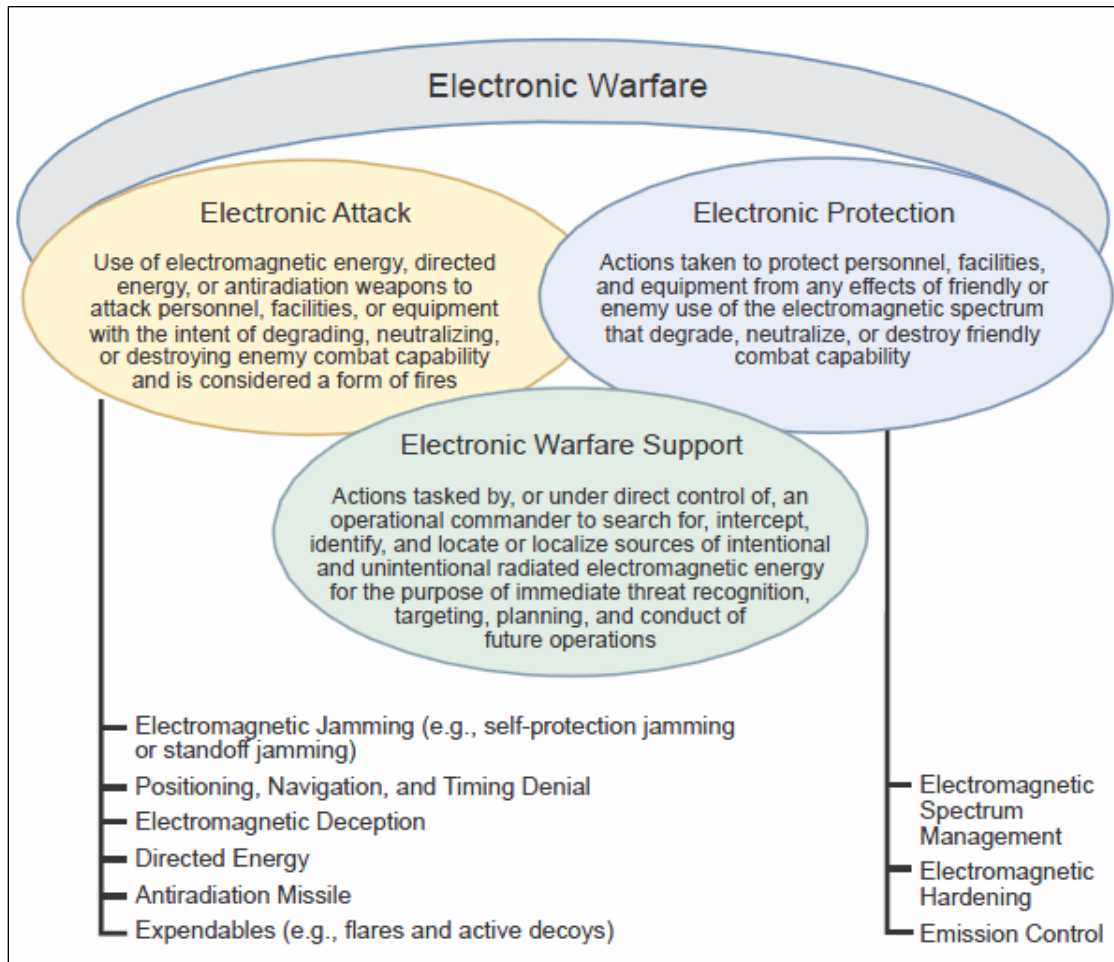 Electronic Warfare
Electronic Attack
Use of electromagnetic energy, directed
energy, or antiradiation weapons to
attack personnel, facilities, or equipment
with the intent of degrading, neutralizing,
or destroying enemy combat capability
and is considered a form of fires
Electronic Protection
Actions taken to protect personnel, facilities,
and equipment from any effects of friendly or
enemy use of the electromagnetic spectrum
that degrade, neutralize, or destroy friendly
combat capability
Electronic Warfare Support
Actions tasked by, or under direct control of, an
operational commander to search for, intercept,
identify, and locate or localize sources of intentional
and unintentional radiated electromagnetic energy
for the purpose of immediate threat recognition,
targeting, planning, and conduct of
future operations
Electromagnetic Jamming (e.g., self-protection jamming
or standoff jamming)
Positioning, Navigation, and Timing Denial
Electromagnetic Deception
Directed Energy
Antiradiation Missile
Expendables (e.g., flares and active decoys)
Electromagnetic
Spectrum
Management
Electromagnetic
Hardening
Emission Control